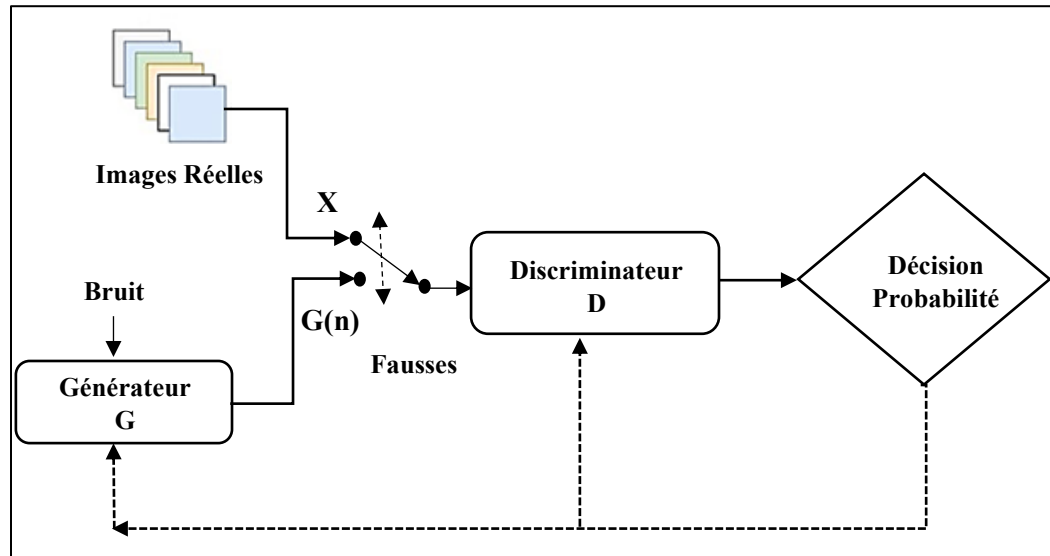 Images Réelles
X
Bruit
G(n)
Fausses
Générateur
G
Discriminateur
D
Décision
Probabilité